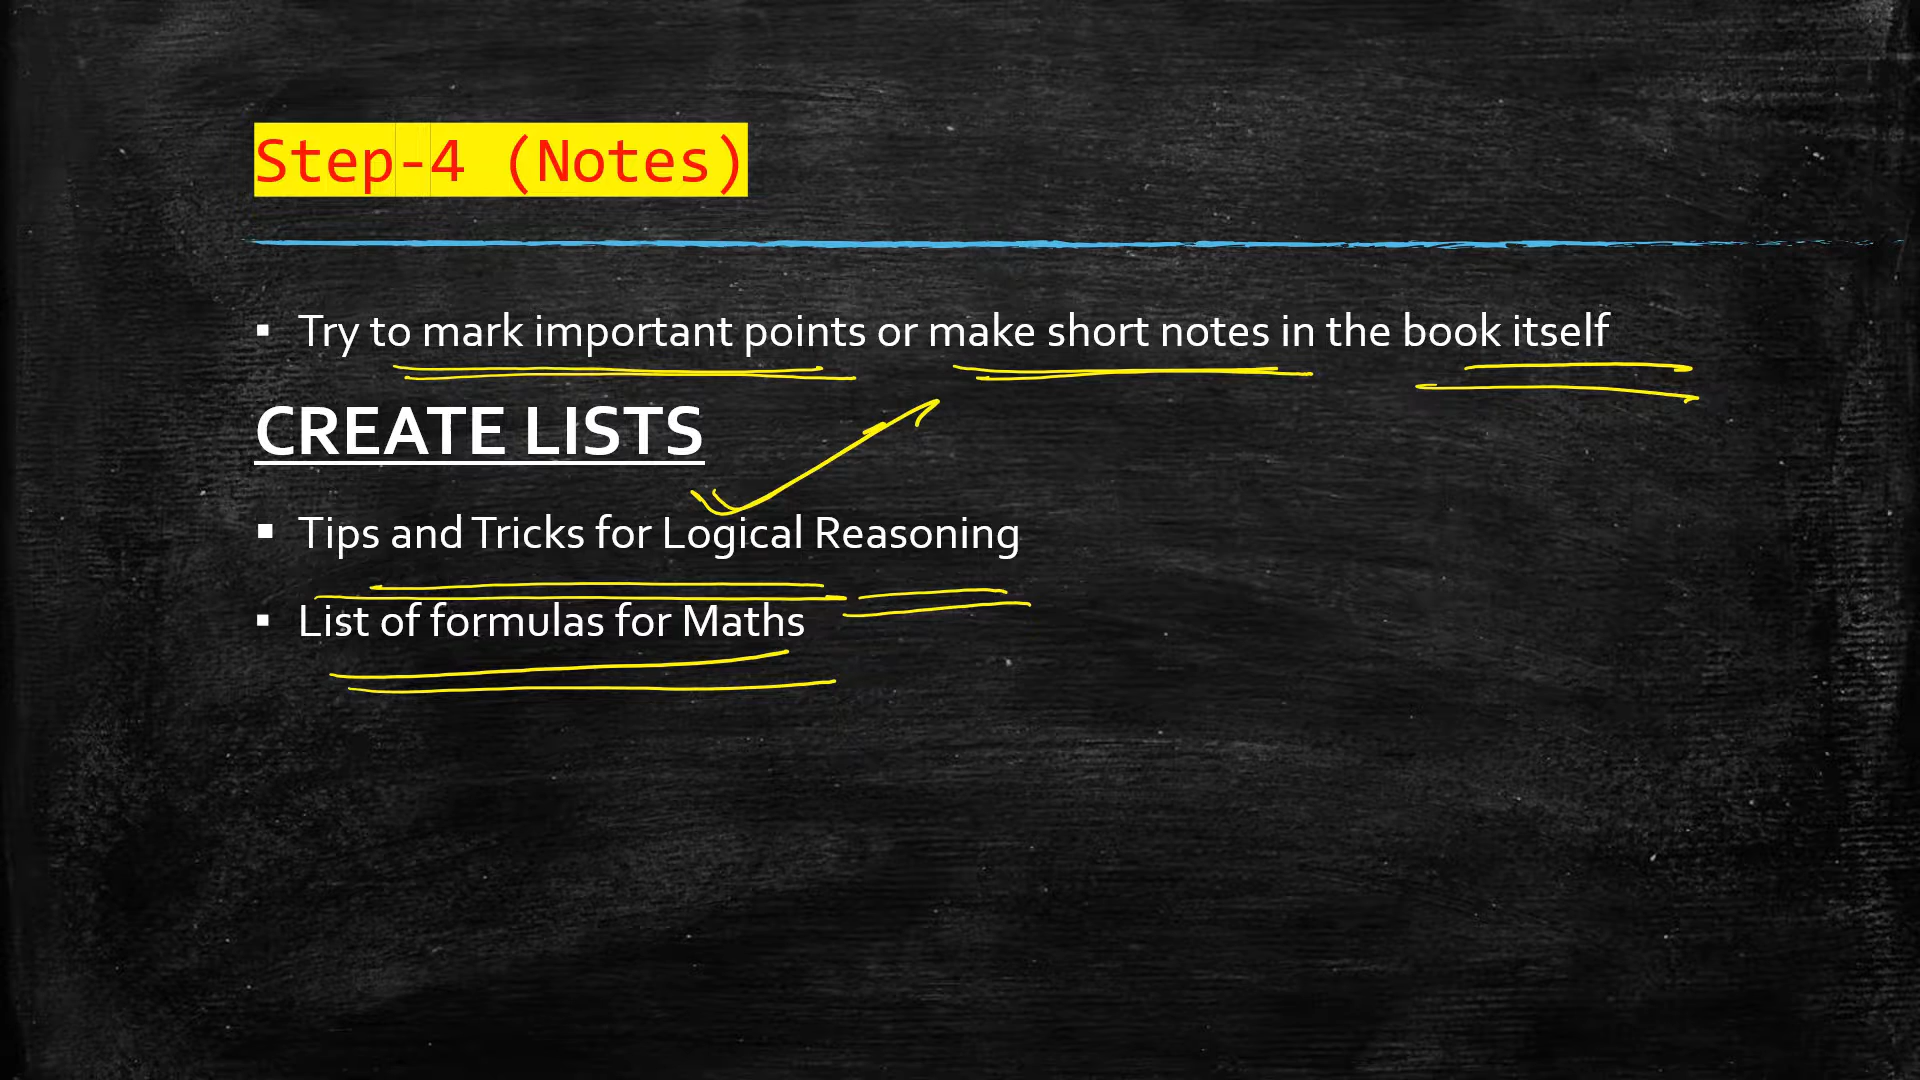 Step-4 (Notes)
▪ Try to mark important points or make short notes in the book itself
CREATE LISTS
▪ Tips and Tricks for Logical Reasoning
▪ List of formulas for Maths